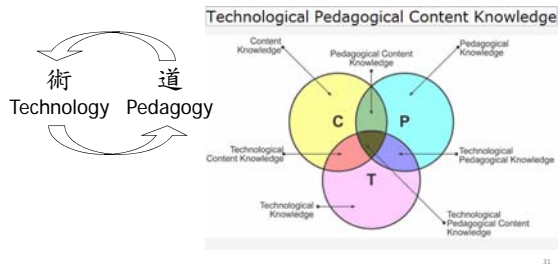 術 道
Technology Pedagogy
Technological Pedagogical Content Knowledge
Content
Knowledge
Pedagogical Content
Knowledge
Pedagogical
Knowledge
C
P
Technological
Content Knowledge
Technological
Pedagogical Knowledge
T
Technological
Knowledge
Technological
Pedagogical Content
Knowledge
31